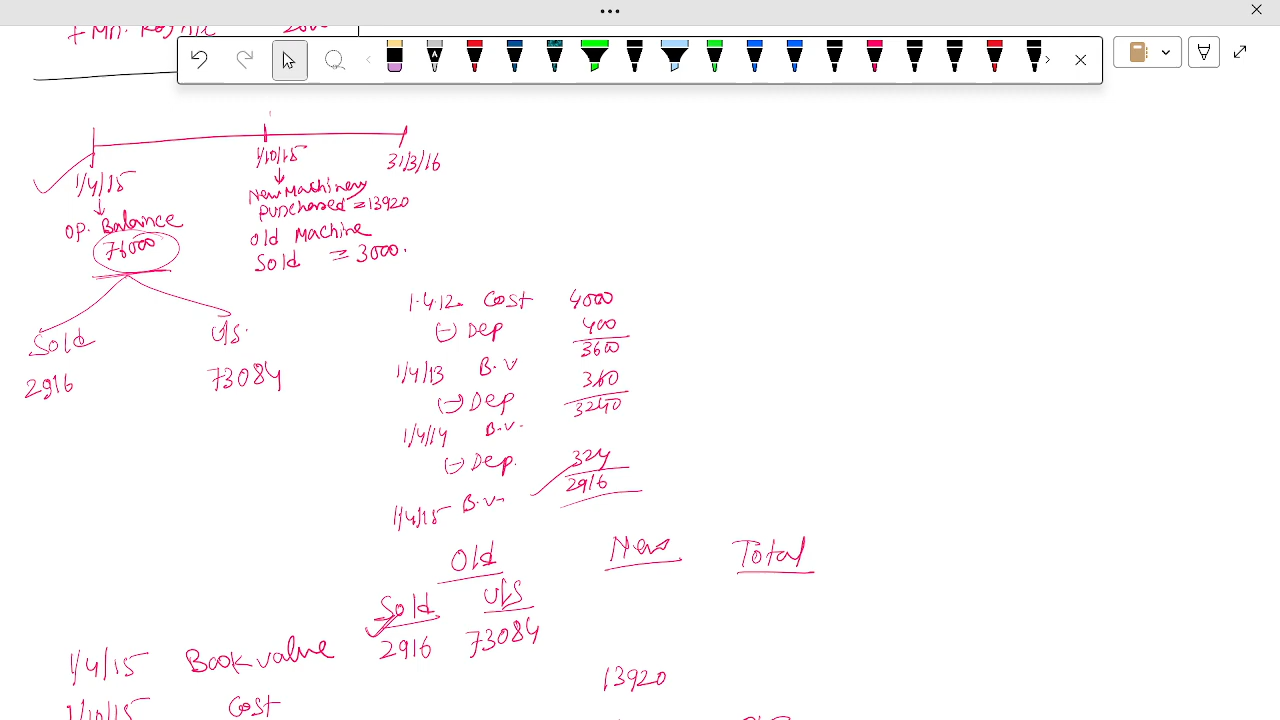 + Mn.
1/4/15
1/10/15
31/3/16
OP. Balance
76000
New Machinery
Purchased = 13920
Old Machine
Sold = 3000.
Sold U/S.
2916 73084
1.4.12. Cost 4000
(-) Dep 400
3600
1/4/13 B.V
360
(-) Dep 3240
1/4/14 B.V.
(-) Dep. 324
2916
1/4/15 B.V.
Old New Total
Sold U/S
1/4/15 Book value 2916 73084
13920
1/10/15 Cost